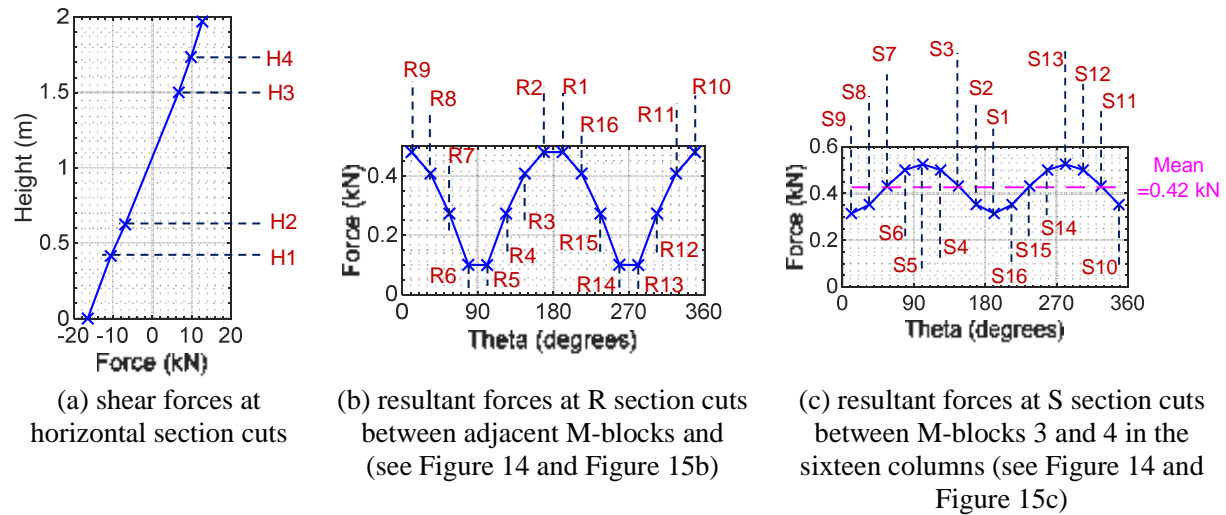 2
1.5
1
0.5
0
Height (m)
-20 -10 0 10 20
Force (kN)
H4
H3
H2
H1
(a) shear forces at
horizontal section cuts
R9
R8
R7
R6
R5
R4
R3
R2
R1
R16
R15
R14
R13
R12
R11
R10
0.4
0.2
0
Force (kN)
0 90 180 270 360
Theta (degrees)
(b) resultant forces at R section cuts
between adjacent M-blocks and
(see Figure 14 and Figure 15b)
S9
S8
S7
S6
S5
S4
S3
S2
S1
S16
S15
S14
S13
S12
S11
S10
0.6
0.4
0.2
0
Force (kN)
0 90 180 270 360
Theta (degrees)
Mean
=0.42 kN
(c) resultant forces at S section cuts
between M-blocks 3 and 4 in the
sixteen columns (see Figure 14 and
Figure 15c)